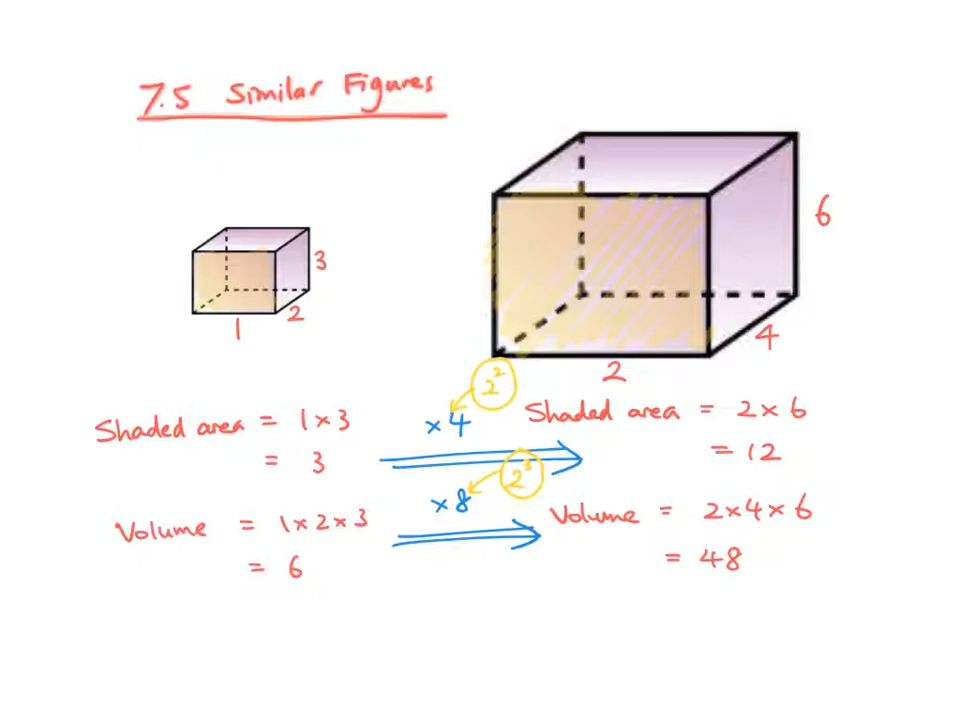 7.5 Similar Figures
6
3
2
1
4
2
2²
Shaded area = 1 × 3
= 3
× 4
Shaded area = 2 × 6
= 12
2³
× 8
Volume = 1 × 2 × 3
= 6
Volume = 2 × 4 × 6
= 48